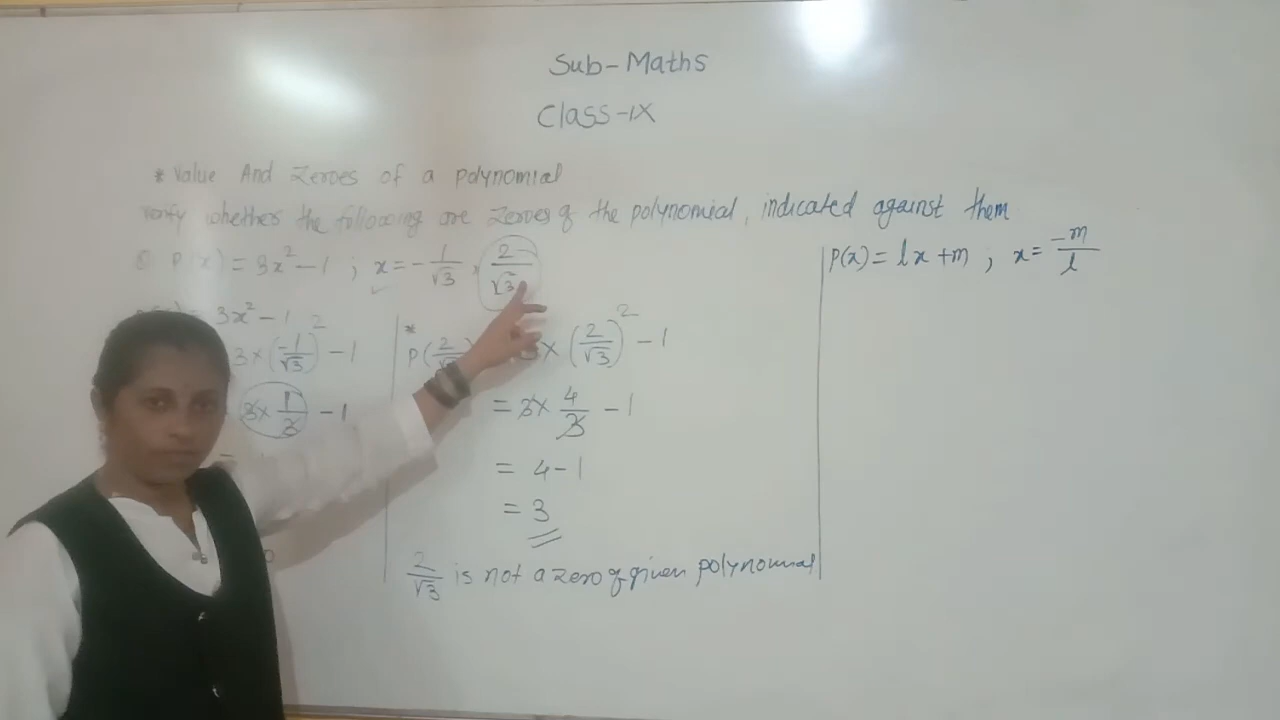 Sub-Maths
Class-IX
* Value And Zeroes of a polynomial
Verify whether the following are zeroes of the polynomial, indicated against them
P(x) = 3x² - 1 ; x = - 1/√3 , 2/√3
3x² - 1
3 × (-1/√3)² - 1
3 × 1/3 - 1
* P(2/√3) 3 × (2/√3)² - 1
= 3 × 4/3 - 1
= 4 - 1
= 3
2/√3 is not a zero of given polynomial
P(x) = lx + m ; x = -m/l